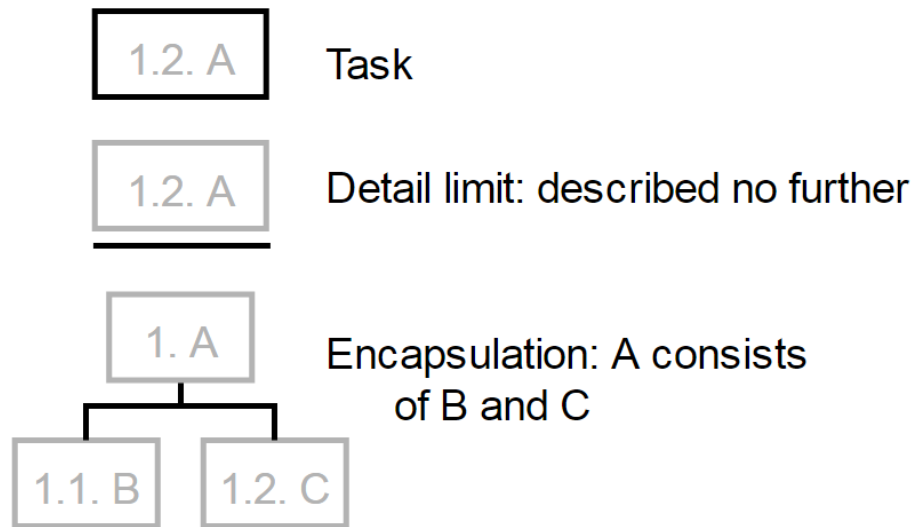 1.2. A
Task
1.2. A
Detail limit: described no further
1. A
Encapsulation: A consists
of B and C
1.1. B
1.2. C